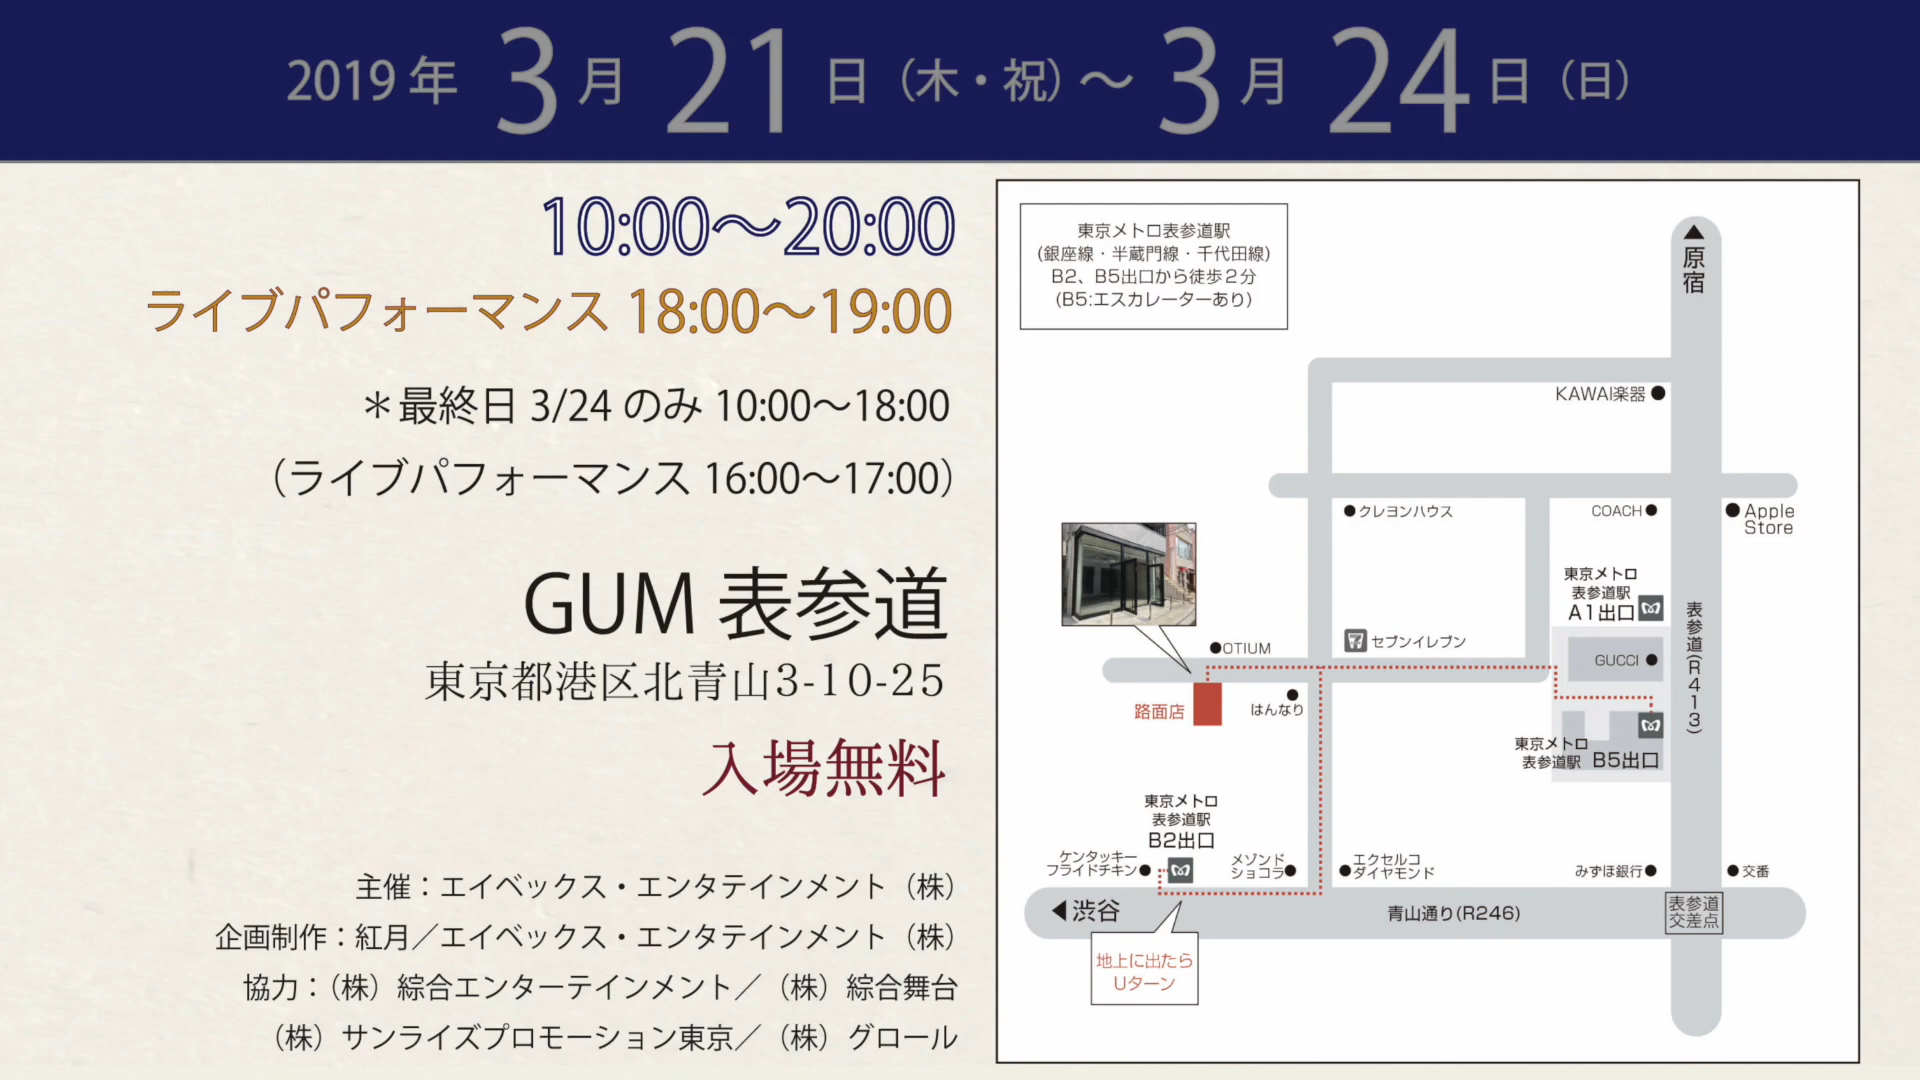 2019年 3月 21日（木・祝）～3月 24日（日）
10:00～20:00
ライブパフォーマンス 18:00～19:00
＊最終日 3/24 のみ 10:00～18:00
（ライブパフォーマンス 16:00～17:00）
GUM 表参道
東京都港区北青山3-10-25
入場無料
主催：エイベックス・エンタテインメント（株）
企画制作：紅月／エイベックス・エンタテインメント（株）
協力：（株）綜合エンターテインメント／（株）綜合舞台
（株）サンライズプロモーション東京／（株）グロール
東京メトロ表参道駅
(銀座線・半蔵門線・千代田線)
B2、B5出口から徒歩2分
(B5:エスカレーターあり)
▲
原宿
KAWAI楽器
クレヨンハウス
COACH
Apple
Store
東京メトロ
表参道駅
A1出口
表参道(R413)
OTIUM
セブンイレブン
GUCCI
路面店
はんなり
東京メトロ
表参道駅 B5出口
東京メトロ
表参道駅
B2出口
ケンタッキー
フライドチキン
メゾンド
ショコラ
エクセルコ
ダイヤモンド
みずほ銀行
交番
◀渋谷
青山通り(R246)
表参道
交差点
地上に出たら
Uターン